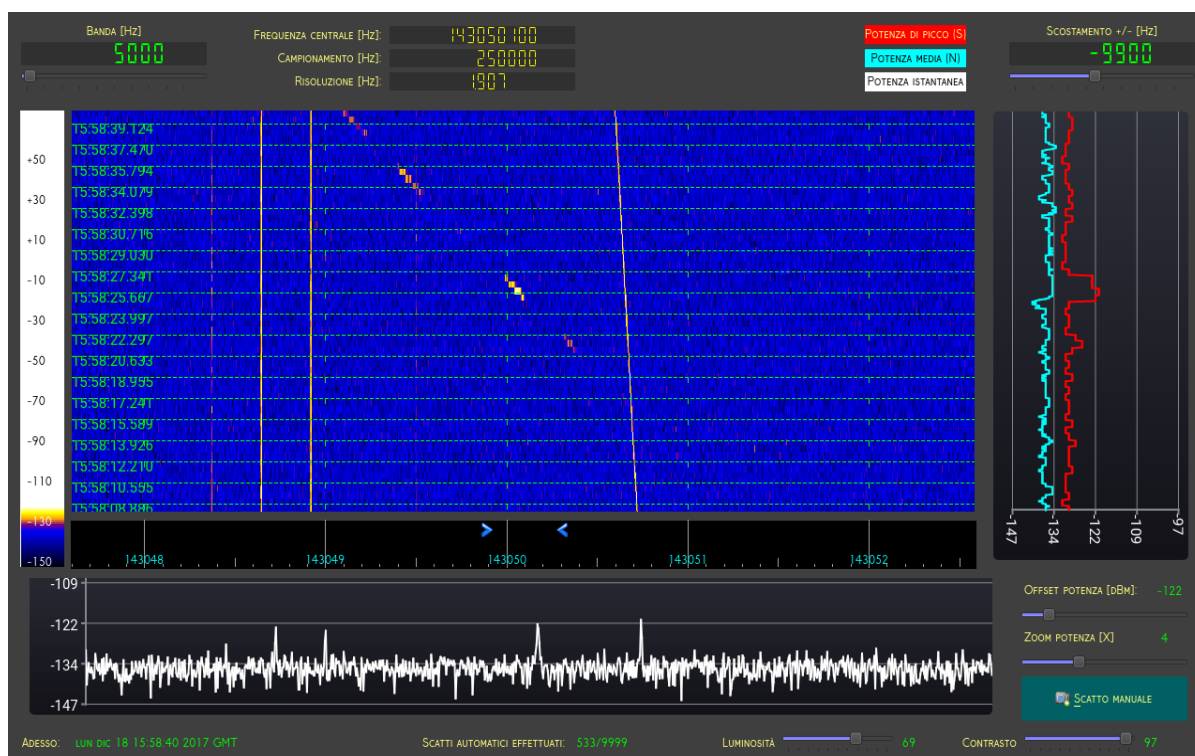 Banda [Hz]
5000
Frequenza centrale [Hz]: 143050100
Campionamento [Hz]: 250000
Risoluzione [Hz]: 1.907
Potenza di picco (S)
Potenza media (N)
Potenza istantanea
Scostamento +/- [Hz]
-9900
+50
+30
+10
-10
-30
-50
-70
-90
-110
-130
-150
15:58:39.124
15:58:37.470
15:58:35.794
15:58:34.079
15:58:32.398
15:58:30.716
15:58:29.030
15:58:27.341
15:58:25.667
15:58:23.997
15:58:22.297
15:58:20.633
15:58:18.955
15:58:17.241
15:58:15.589
15:58:13.926
15:58:12.210
15:58:10.555
15:58:08.886
143048 143049 143050 143051 143052
-147 -134 -122 -109 -97
-109
-122
-134
-147
Offset potenza [dBm]: -122
Zoom potenza [X] 4
Scatto manuale
Adesso: lun dic 18 15:58:40 2017 GMT
Scatti automatici effettuati: 533/9999
Luminosità 69
Contrasto 97